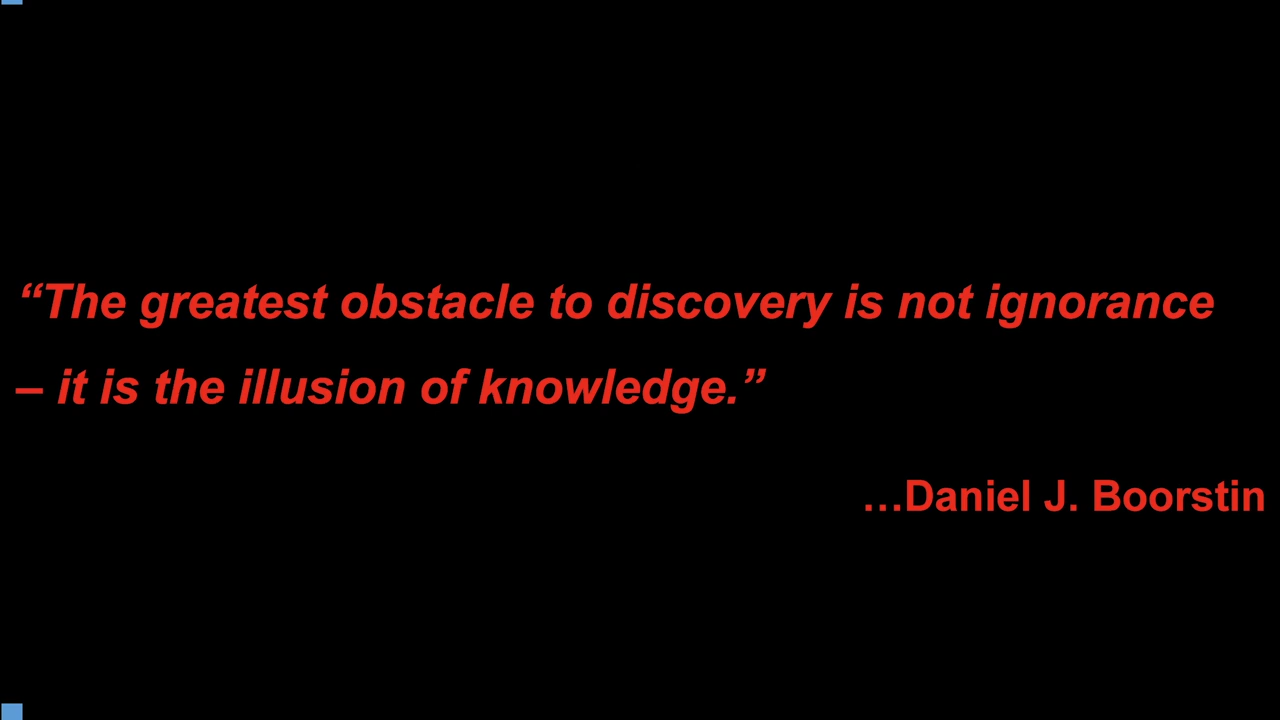 “The greatest obstacle to discovery is not ignorance
– it is the illusion of knowledge.”
…Daniel J. Boorstin